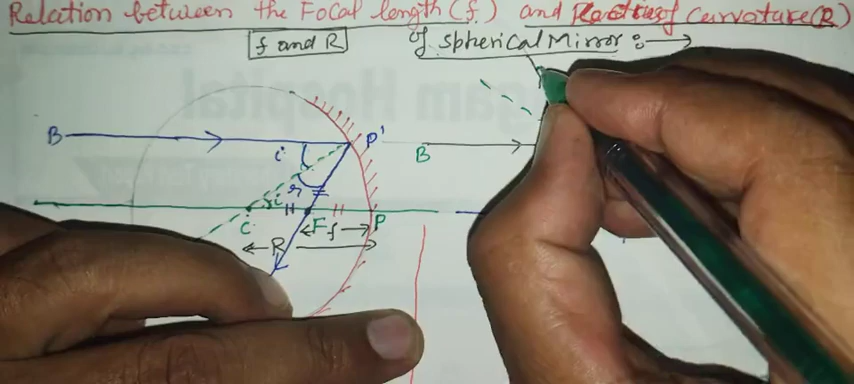 Relation between the Focal length (f) and Radius of Curvature (R)
f and R of Spherical Mirror :→
B i P' B
r i
C F P
R f